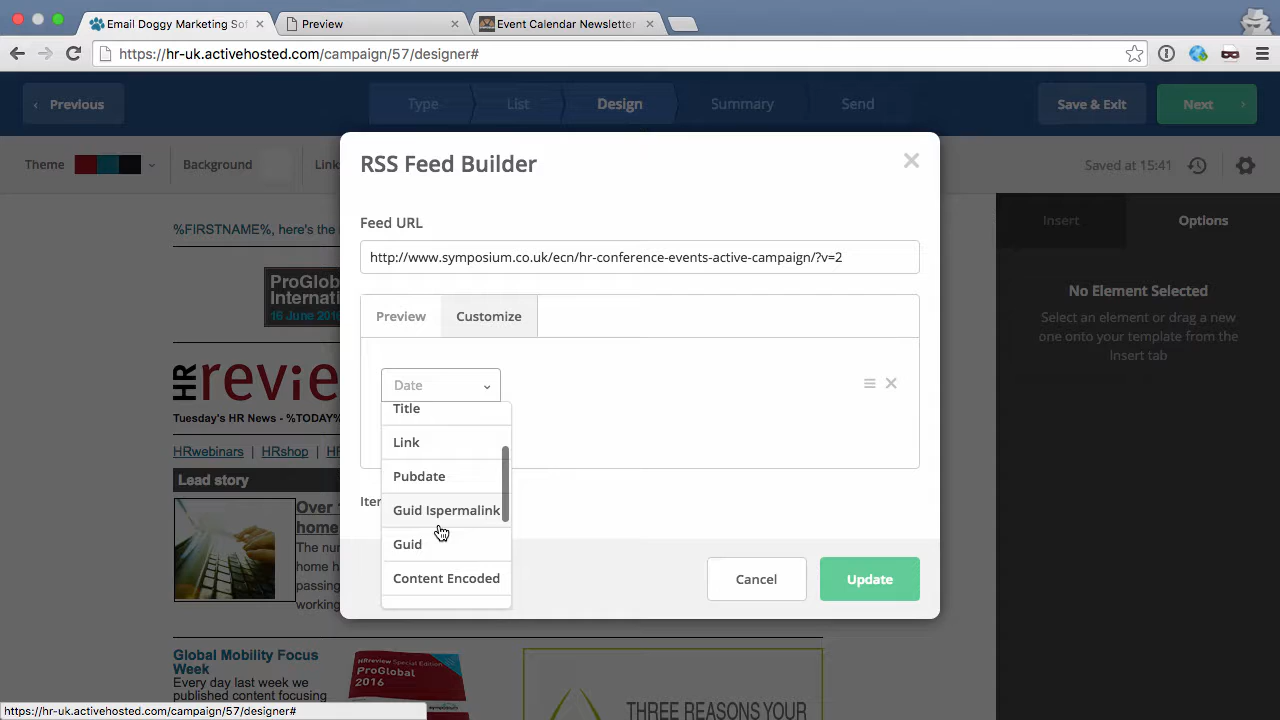 Email Doggy Marketing Sof
Preview
Event Calendar Newsletter
https://hr-uk.activehosted.com/campaign/57/designer#
Previous
Type
List
Design
Summary
Send
Save & Exit
Next
Theme
Background
Link
Saved at 15:41
RSS Feed Builder
Feed URL
http://www.symposium.co.uk/ecn/hr-conference-events-active-campaign/?v=2
Preview
Customize
Date
Title
Link
Pubdate
Guid Ispermalink
Guid
Content Encoded
Cancel
Update
Insert
Options
No Element Selected
Select an element or drag a new
one onto your template from the
Insert tab
%FIRSTNAME%, here's the
ProGlobal
Internation
16 June 2016
HR
review
Tuesday's HR News - %TODAY%
HRwebinars | HRshop |
Lead story
Over
home
The nu
home h
passing
working
Global Mobility Focus
Week
Every day last week we
published content focusing
HRreview Special Edition
ProGlobal
2016
THREE REASONS YOUR
https://hr-uk.activehosted.com/campaign/57/designer#